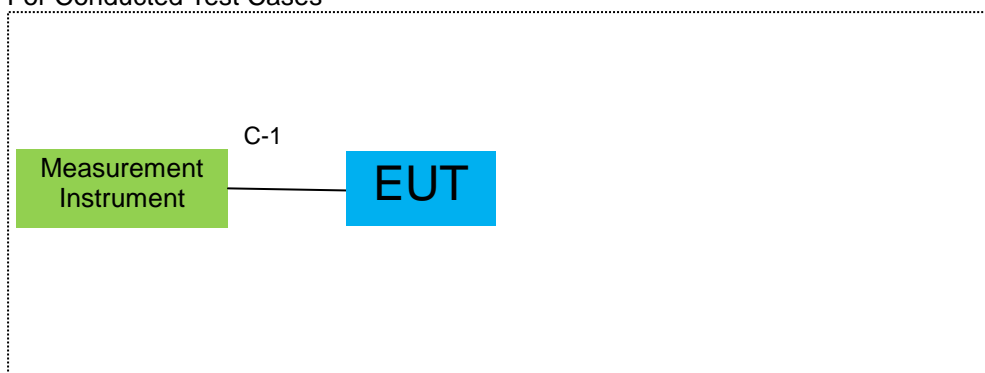 For Conducted Test Cases
C-1
Measurement
Instrument
EUT